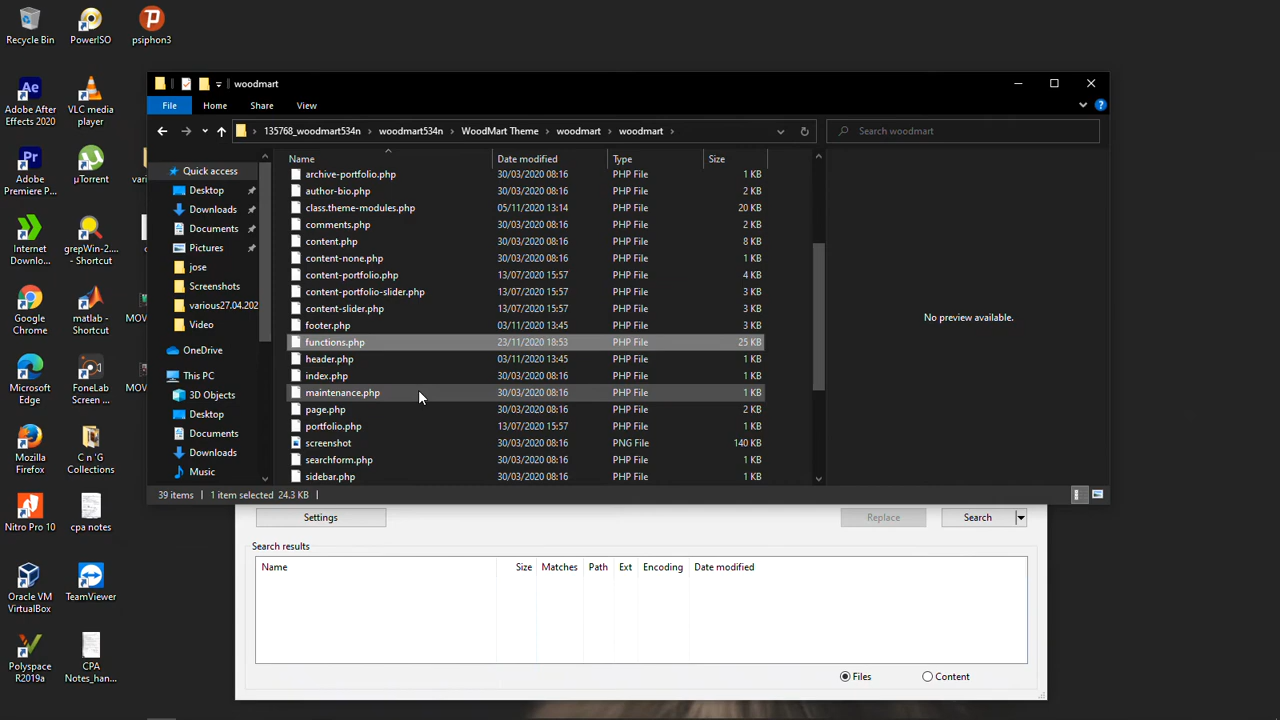 Recycle Bin
PowerISO
psiphon3
Adobe After
Effects 2020
VLC media
player
Adobe
Premiere P...
µTorrent
Internet
Downlo...
grepWin-2....
- Shortcut
Google
Chrome
matlab -
Shortcut
Microsoft
Edge
FoneLab
Screen ...
Mozilla
Firefox
C n 'G
Collections
Nitro Pro 10
cpa notes
Oracle VM
VirtualBox
TeamViewer
Polyspace
R2019a
CPA
Notes_han...
woodmart
File
Home
Share
View
135768_woodmart534n
woodmart534n
WoodMart Theme
woodmart
woodmart
Search woodmart
Quick access
Desktop
Downloads
Documents
Pictures
jose
Screenshots
various27.04.202
Video
OneDrive
This PC
3D Objects
Desktop
Documents
Downloads
Music
Name Date modified Type Size
archive-portfolio.php 30/03/2020 08:16 PHP File 1 KB
author-bio.php 30/03/2020 08:16 PHP File 2 KB
class.theme-modules.php 05/11/2020 13:14 PHP File 20 KB
comments.php 30/03/2020 08:16 PHP File 2 KB
content.php 30/03/2020 08:16 PHP File 8 KB
content-none.php 30/03/2020 08:16 PHP File 1 KB
content-portfolio.php 13/07/2020 15:57 PHP File 4 KB
content-portfolio-slider.php 13/07/2020 15:57 PHP File 3 KB
content-slider.php 13/07/2020 15:57 PHP File 3 KB
footer.php 03/11/2020 13:45 PHP File 3 KB
functions.php 23/11/2020 18:53 PHP File 25 KB
header.php 03/11/2020 13:45 PHP File 1 KB
index.php 30/03/2020 08:16 PHP File 1 KB
maintenance.php 30/03/2020 08:16 PHP File 1 KB
page.php 30/03/2020 08:16 PHP File 2 KB
portfolio.php 13/07/2020 15:57 PHP File 1 KB
screenshot 30/03/2020 08:16 PNG File 140 KB
searchform.php 30/03/2020 08:16 PHP File 1 KB
sidebar.php 30/03/2020 08:16 PHP File 1 KB
No preview available.
39 items 1 item selected 24.3 KB
Settings
Replace
Search
Search results
Name Size Matches Path Ext Encoding Date modified
Files
Content